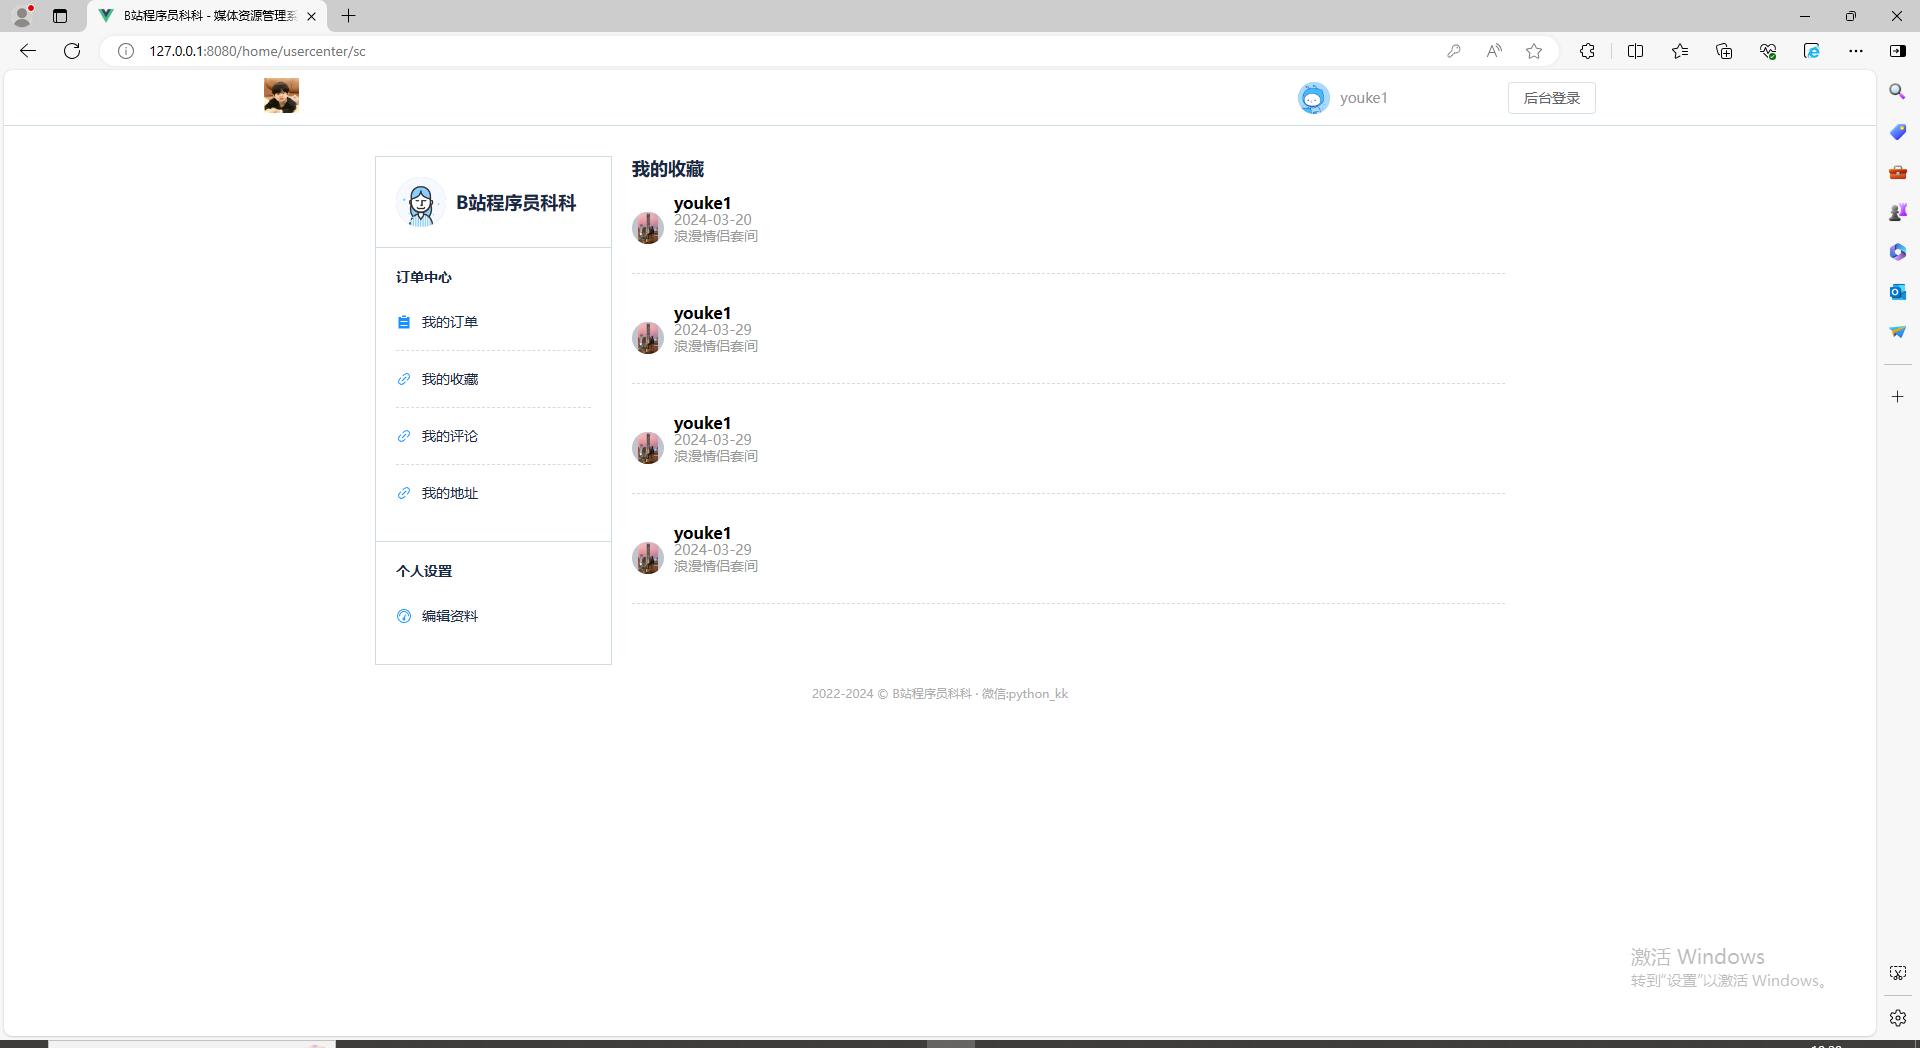 B站程序员科科 - 媒体资源管理系
127.0.0.1:8080/home/usercenter/sc
youke1
后台登录
B站程序员科科
订单中心
我的订单
我的收藏
我的评论
我的地址
个人设置
编辑资料
我的收藏
youke1
2024-03-20
浪漫情侣套间
youke1
2024-03-29
浪漫情侣套间
youke1
2024-03-29
浪漫情侣套间
youke1
2024-03-29
浪漫情侣套间
2022-2024 © B站程序员科科 · 微信:python_kk
激活 Windows
转到“设置”以激活 Windows。